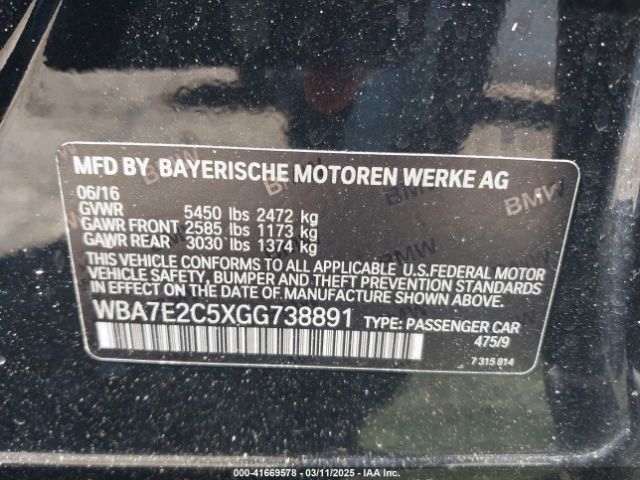 MFD BY BAYERISCHE MOTOREN WERKE AG
06/16
GVWR 5450 lbs 2472 kg
GAWR FRONT 2585 lbs 1173 kg
GAWR REAR 3030 lbs 1374 kg
THIS VEHICLE CONFORMS TO ALL APPLICABLE U.S.FEDERAL MOTOR
VEHICLE SAFETY, BUMPER AND THEFT PREVENTION STANDARDS
IN EFFECT ON THE DATE OF MANUFACTURE SHOWN ABOVE.
WBA7E2C5XGG738891 TYPE: PASSENGER CAR
475/9
7 315 814
BMW
BMW
BMW
000-41669578 - 03/11/2025 - IAA Inc.